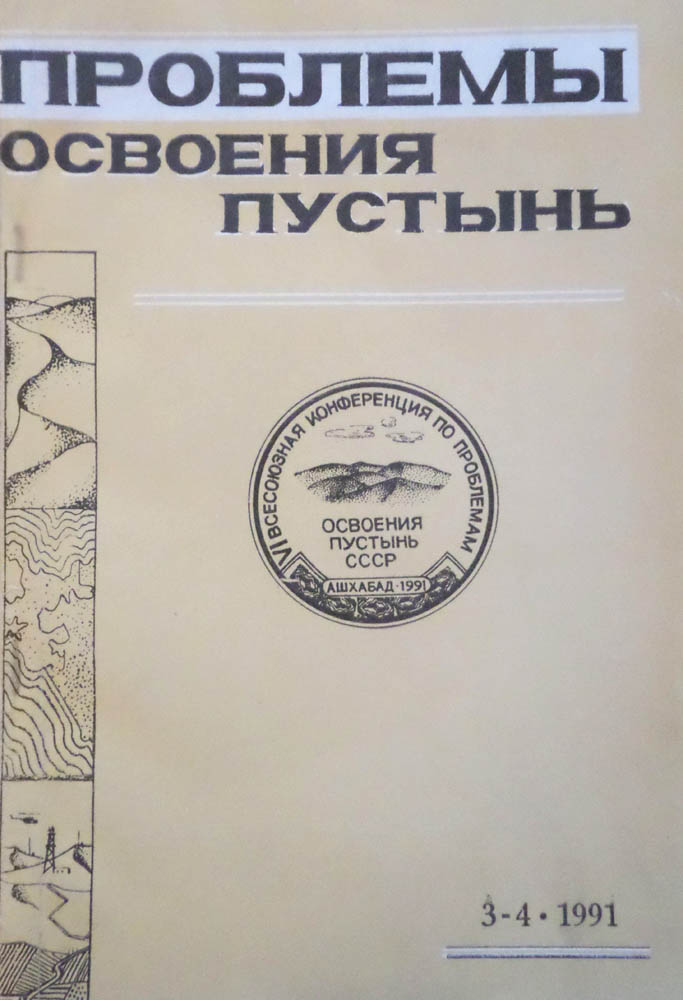 ПРОБЛЕМЫ
ОСВОЕНИЯ
ПУСТЫНЬ
VI ВСЕСОЮЗНАЯ КОНФЕРЕНЦИЯ ПО ПРОБЛЕМАМ
ОСВОЕНИЯ
ПУСТЫНЬ
СССР
АШХАБАД·1991
3-4·1991